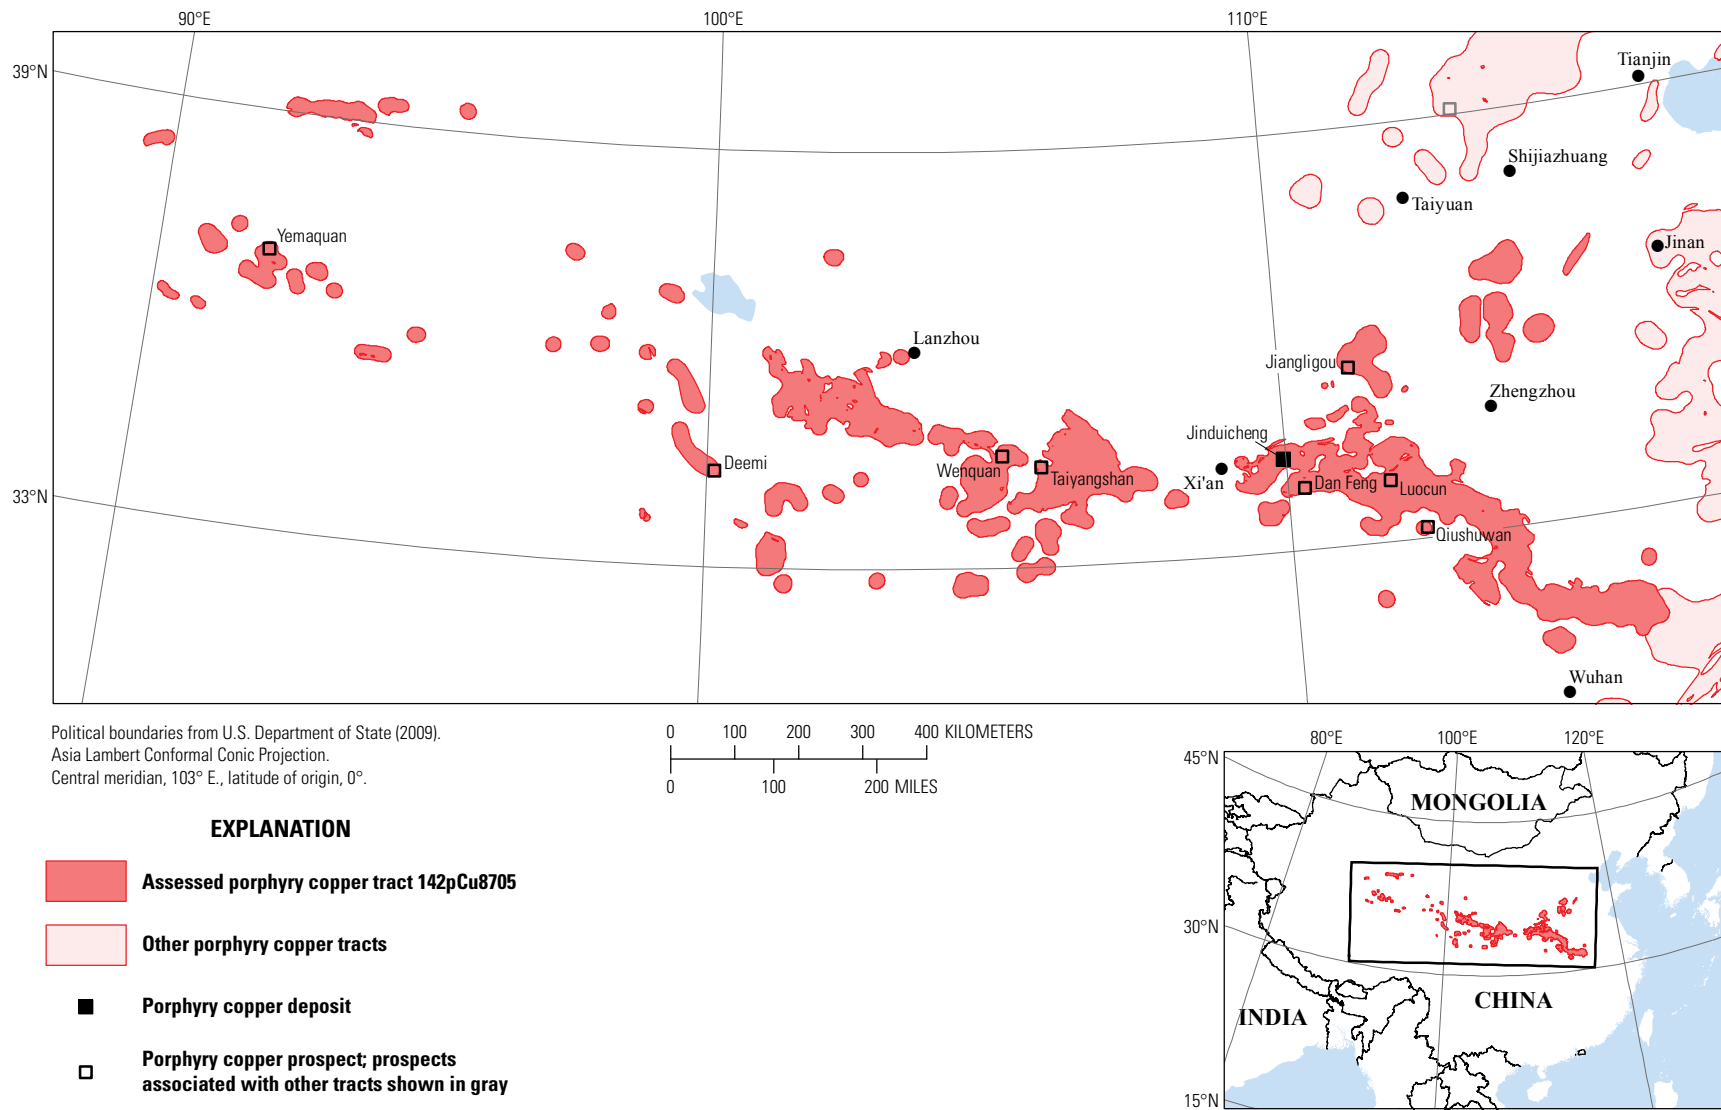 90°E
100°E
110°E
39°N
33°N
Tianjin
Shijiazhuang
Taiyuan
Jinan
Yemaquan
Lanzhou
Jiangligou
Zhengzhou
Jinduicheng
Deemi
Wenquan
Taiyangshan
Xi'an
Dan Feng
Luocun
Qiushuwan
Wuhan
Political boundaries from U.S. Department of State (2009).
Asia Lambert Conformal Conic Projection.
Central meridian, 103° E., latitude of origin, 0°.
0 100 200 300 400 KILOMETERS
0 100 200 MILES
EXPLANATION
Assessed porphyry copper tract 142pCu8705
Other porphyry copper tracts
Porphyry copper deposit
Porphyry copper prospect; prospects
associated with other tracts shown in gray
80°E
100°E
120°E
45°N
30°N
15°N
MONGOLIA
CHINA
INDIA